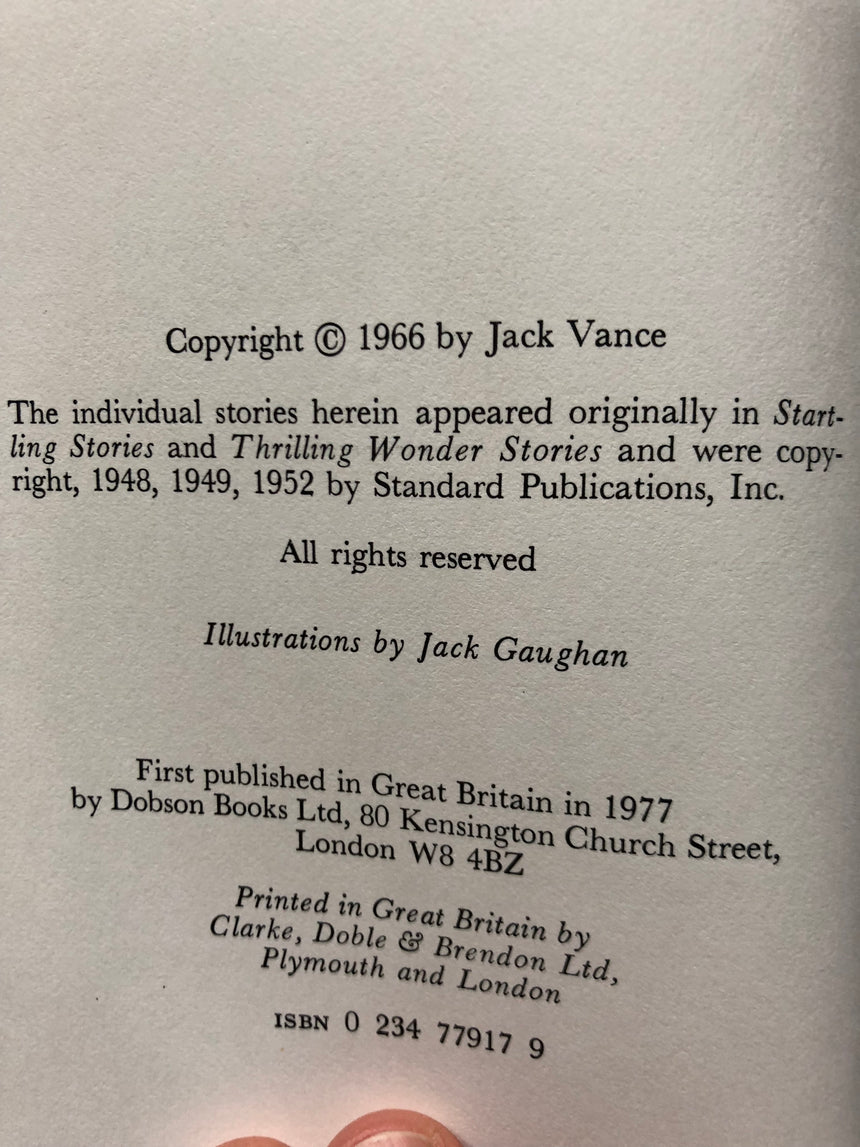 Copyright © 1966 by Jack Vance
The individual stories herein appeared originally in Start-
ling Stories and Thrilling Wonder Stories and were copy-
right, 1948, 1949, 1952 by Standard Publications, Inc.
All rights reserved
Illustrations by Jack Gaughan
First published in Great Britain in 1977
by Dobson Books Ltd, 80 Kensington Church Street,
London W8 4BZ
Printed in Great Britain by
Clarke, Doble & Brendon Ltd,
Plymouth and London
ISBN 0 234 77917 9